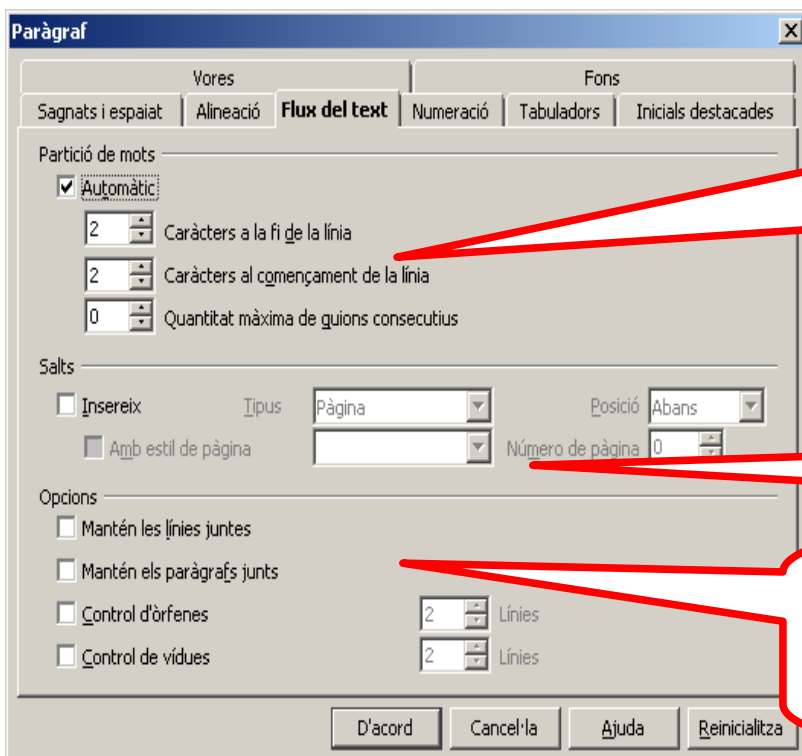 Paràgraf
Vores Fons
Sagnats i espaiat Alineació Flux del text Numeració Tabuladors Inicials destacades
Partició de mots
Automàtic
2 Caràcters a la fi de la línia
2 Caràcters al començament de la línia
0 Quantitat màxima de guions consecutius
Salts
Insereix Tipus Pàgina Posició Abans
Amb estil de pàgina Número de pàgina 0
Opcions
Mantén les línies juntes
Mantén els paràgrafs junts
Control d'òrfenes 2 Línies
Control de vídues 2 Línies
D'acord Cancel·la Ajuda Reinicialitza